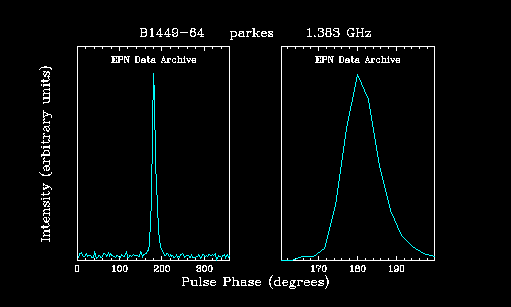 B1449-64 parkes 1.383 GHz
EPN Data Archive EPN Data Archive
Intensity (arbitrary units)
0 100 200 300 170 180 190
Pulse Phase (degrees)